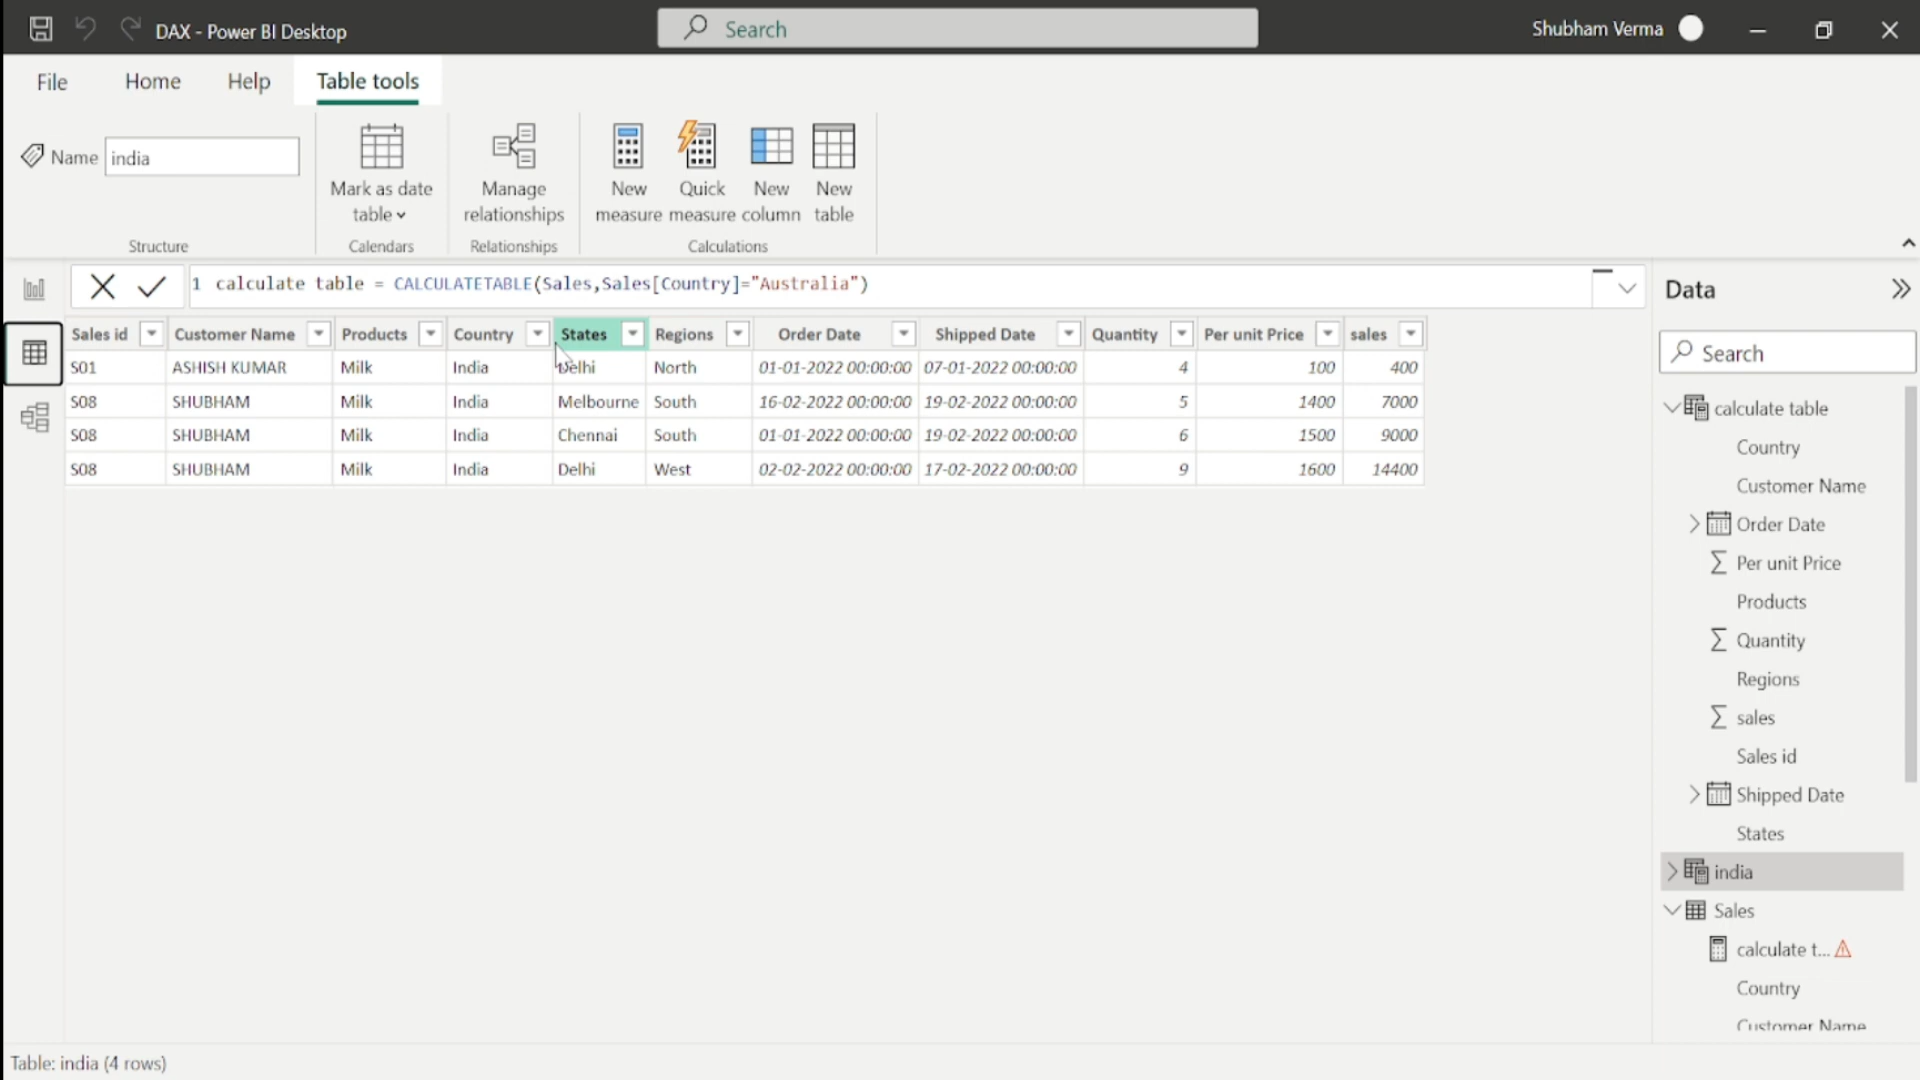 DAX - Power BI Desktop
Search
Shubham Verma
File
Home
Help
Table tools
Name
india
Mark as date
table
Manage
relationships
New
measure
Quick
measure
New
column
New
table
Structure
Calendars
Relationships
Calculations
1 calculate table = CALCULATETABLE(Sales,Sales[Country]="Australia")
Sales id Customer Name Products Country States Regions Order Date Shipped Date Quantity Per unit Price sales
S01 ASHISH KUMAR Milk India Delhi North 01-01-2022 00:00:00 07-01-2022 00:00:00 4 100 400
S08 SHUBHAM Milk India Melbourne South 16-02-2022 00:00:00 19-02-2022 00:00:00 5 1400 7000
S08 SHUBHAM Milk India Chennai South 01-01-2022 00:00:00 19-02-2022 00:00:00 6 1500 9000
S08 SHUBHAM Milk India Delhi West 02-02-2022 00:00:00 17-02-2022 00:00:00 9 1600 14400
Data
Search
calculate table
Country
Customer Name
Order Date
Per unit Price
Products
Quantity
Regions
sales
Sales id
Shipped Date
States
india
Sales
calculate t...
Country
Customer Name
Table: india (4 rows)